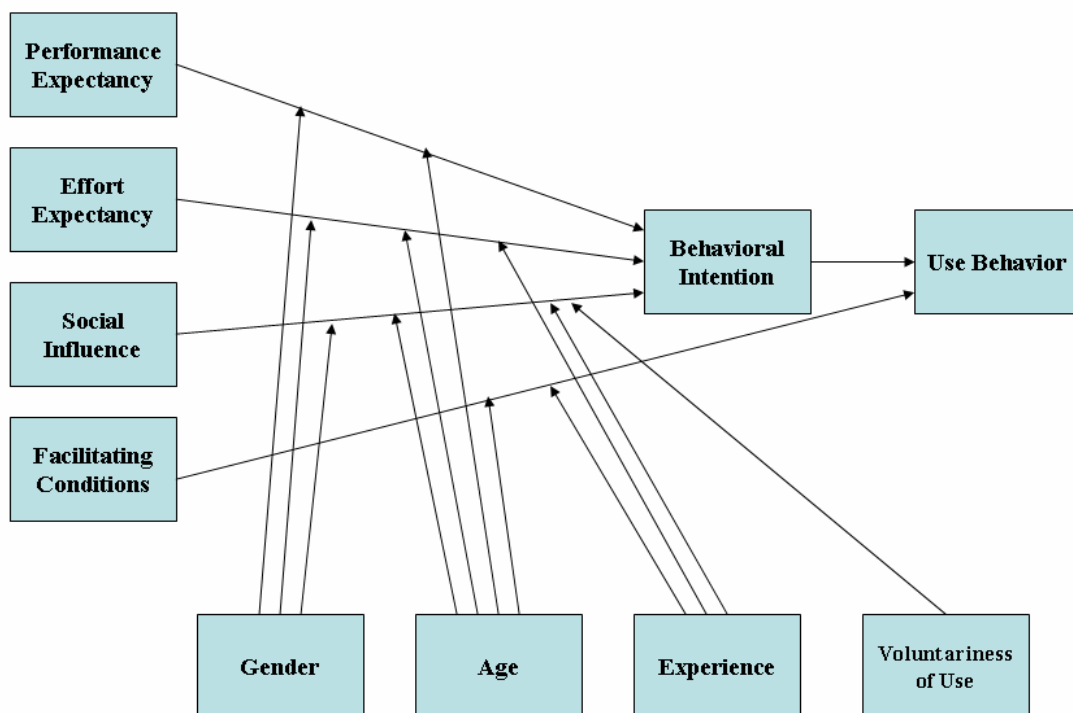 Performance
Expectancy
Effort
Expectancy
Social
Influence
Facilitating
Conditions
Behavioral
Intention
Use Behavior
Gender
Age
Experience
Voluntariness
of Use